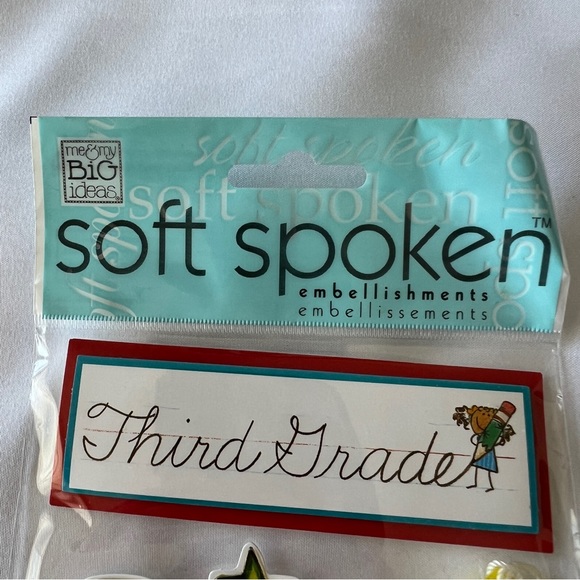 me & my
BiG
ideas
soft spoken
soft spoken
soft spoken™
embellishments
embellissements
Third Grade